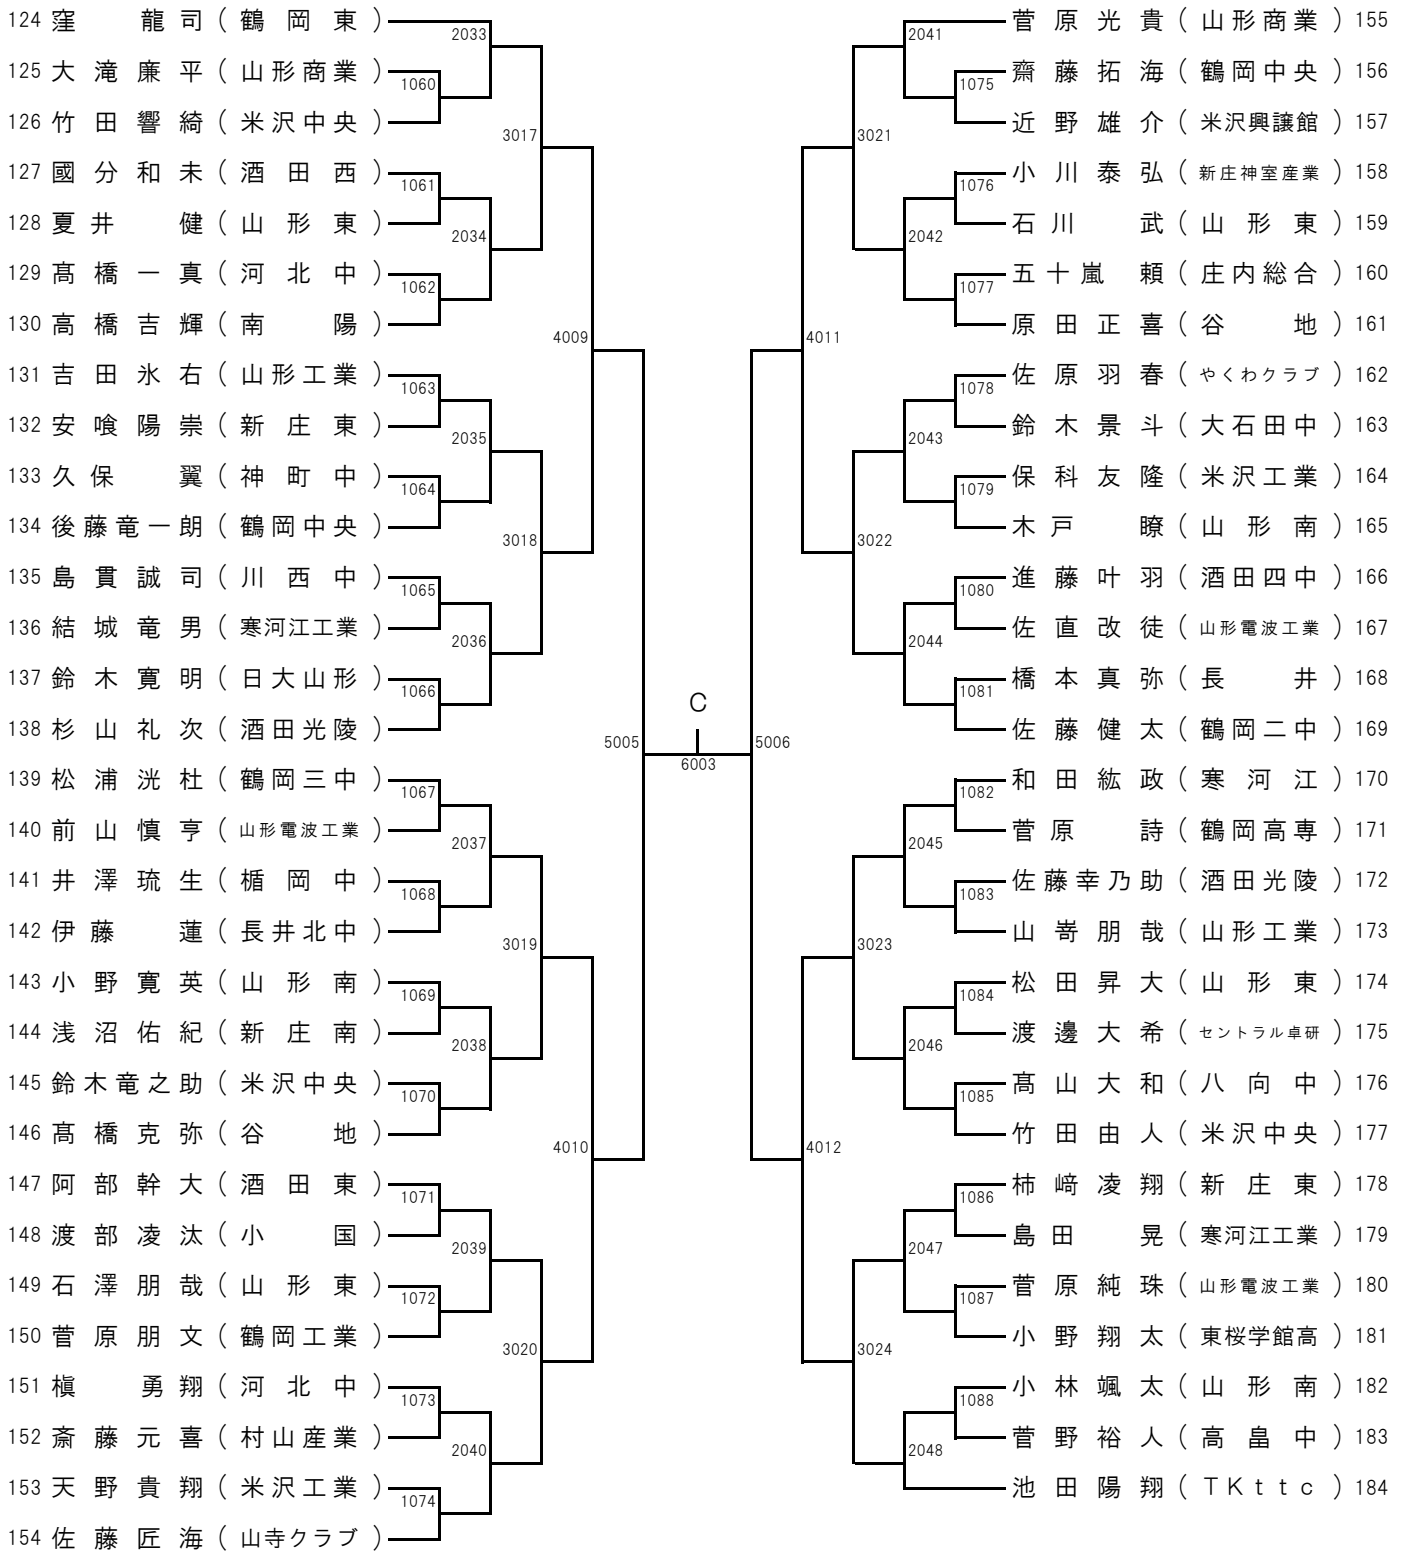 124 窪 龍司 (鶴岡東)
2033
125 大滝廉平 (山形商業)
1060
126 竹田響綺 (米沢中央)
3017
127 國分和未 (酒田西)
1061
128 夏井 健 (山形東)
2034
129 髙橋一真 (河北中)
1062
130 高橋吉輝 (南陽)
4009
131 吉田氷右 (山形工業)
1063
132 安喰陽崇 (新庄東)
2035
133 久保 翼 (神町中)
1064
134 後藤竜一朗 (鶴岡中央)
3018
135 島貫誠司 (川西中)
1065
136 結城竜男 (寒河江工業)
2036
137 鈴木寛明 (日大山形)
1066
138 杉山礼次 (酒田光陵)
5005
139 松浦洸杜 (鶴岡三中)
1067
140 前山慎亨 (山形電波工業)
2037
141 井澤琉生 (楯岡中)
1068
142 伊藤 蓮 (長井北中)
3019
143 小野寛英 (山形南)
1069
144 浅沼佑紀 (新庄南)
2038
145 鈴木竜之助 (米沢中央)
1070
146 髙橋克弥 (谷地)
4010
147 阿部幹大 (酒田東)
1071
148 渡部凌汰 (小国)
2039
149 石澤朋哉 (山形東)
1072
150 菅原朋文 (鶴岡工業)
3020
151 槇 勇翔 (河北中)
1073
152 斎藤元喜 (村山産業)
2040
153 天野貴翔 (米沢工業)
1074
154 佐藤匠海 (山寺クラブ)
C
6003
菅原光貴 (山形商業) 155
2041
齋藤拓海 (鶴岡中央) 156
1075
近野雄介 (米沢興譲館) 157
3021
小川泰弘 (新庄神室産業) 158
1076
石川 武 (山形東) 159
2042
五十嵐 頼 (庄内総合) 160
1077
原田正喜 (谷地) 161
4011
佐原羽春 (やくわクラブ) 162
1078
鈴木景斗 (大石田中) 163
2043
保科友隆 (米沢工業) 164
1079
木戸 瞭 (山形南) 165
3022
進藤叶羽 (酒田四中) 166
1080
佐直改徒 (山形電波工業) 167
2044
橋本真弥 (長井) 168
1081
佐藤健太 (鶴岡二中) 169
5006
和田紘政 (寒河江) 170
1082
菅原 詩 (鶴岡高専) 171
2045
佐藤幸乃助 (酒田光陵) 172
1083
山嵜朋哉 (山形工業) 173
3023
松田昇大 (山形東) 174
1084
渡邊大希 (セントラル卓研) 175
2046
髙山大和 (八向中) 176
1085
竹田由人 (米沢中央) 177
4012
柿﨑凌翔 (新庄東) 178
1086
島田 晃 (寒河江工業) 179
2047
菅原純珠 (山形電波工業) 180
1087
小野翔太 (東桜学館高) 181
3024
小林颯太 (山形南) 182
1088
菅野裕人 (高畠中) 183
2048
池田陽翔 (TKttc) 184